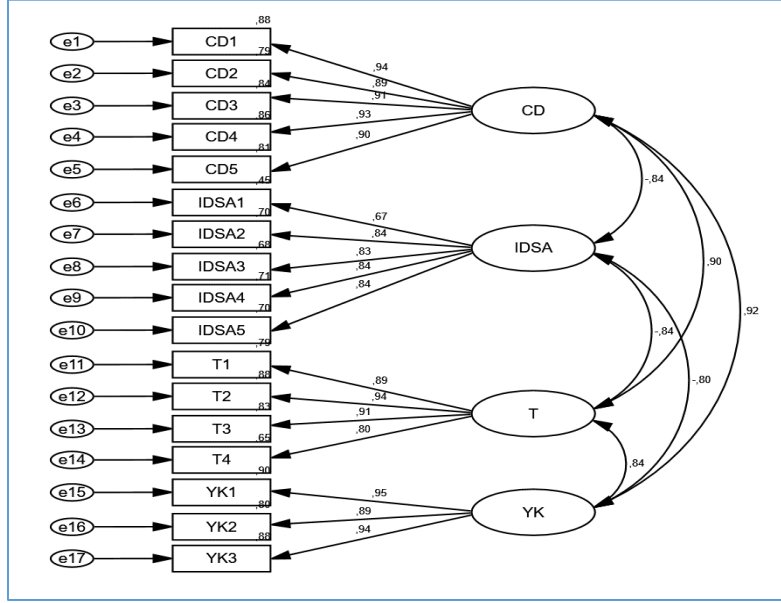 ,88
e1 CD1
,79
,94
e2 CD2
,89
,84
,91
e3 CD3
CD
,86
,93
e4 CD4
,81
,90
e5 CD5
,45
-,84
e6 IDSA1
,70
,67
e7 IDSA2
,84
,68
IDSA
,83
e8 IDSA3
,90
,71
,84
e9 IDSA4
,70
,84
,92
e10 IDSA5
-,84
,79
e11 T1
,88
,89
-,80
e12 T2
,94
,83
,91
T
e13 T3
,65
,80
e14 T4
,84
,90
e15 YK1
,95
,80
,89
YK
e16 YK2
,88
,94
e17 YK3